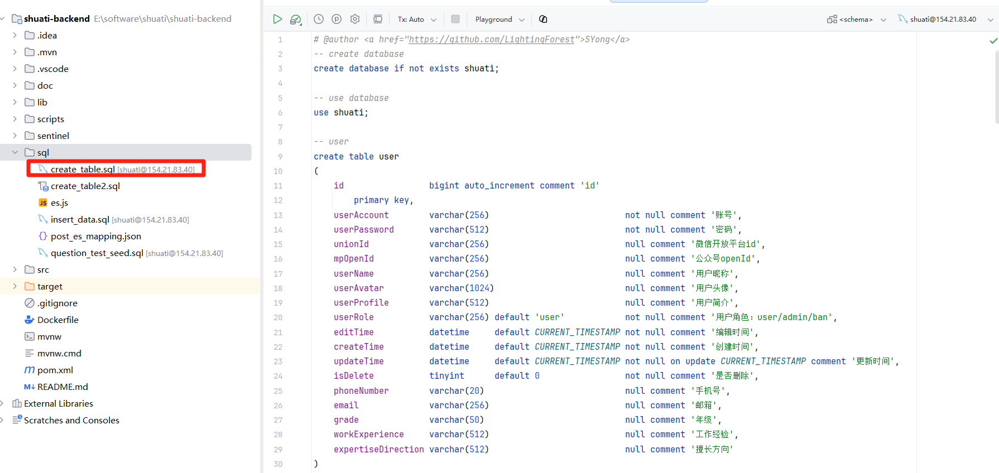 shuati-backend E:\software\shuati\shuati-backend
.idea
.mvn
.vscode
doc
lib
scripts
sentinel
sql
create_table.sql [shuati@154.21.83.40]
create_table2.sql
JS es.js
insert_data.sql [shuati@154.21.83.40]
post_es_mapping.json
question_test_seed.sql [shuati@154.21.83.40]
src
target
.gitignore
Dockerfile
mvnw
mvnw.cmd
pom.xml
M↓ README.md
External Libraries
Scratches and Consoles
Tx: Auto Playground <schema> shuati@154.21.83.40
1 # @author <a href="https://github.com/LightingForest">SYong</a>
2 -- create database
3 create database if not exists shuati;
4
5 -- use database
6 use shuati;
7
8 -- user
9 create table user
10 (
11 id bigint auto_increment comment 'id'
12 primary key,
13 userAccount varchar(256) not null comment '账号',
14 userPassword varchar(512) not null comment '密码',
15 unionId varchar(256) null comment '微信开放平台id',
16 mpOpenId varchar(256) null comment '公众号openId',
17 userName varchar(256) null comment '用户昵称',
18 userAvatar varchar(1024) null comment '用户头像',
19 userProfile varchar(512) null comment '用户简介',
20 userRole varchar(256) default 'user' not null comment '用户角色：user/admin/ban',
21 editTime datetime default CURRENT_TIMESTAMP not null comment '编辑时间',
22 createTime datetime default CURRENT_TIMESTAMP not null comment '创建时间',
23 updateTime datetime default CURRENT_TIMESTAMP not null on update CURRENT_TIMESTAMP comment '更新时间',
24 isDelete tinyint default 0 not null comment '是否删除',
25 phoneNumber varchar(20) null comment '手机号',
26 email varchar(256) null comment '邮箱',
27 grade varchar(50) null comment '年级',
28 workExperience varchar(512) null comment '工作经验',
29 expertiseDirection varchar(512) null comment '擅长方向'
30 )